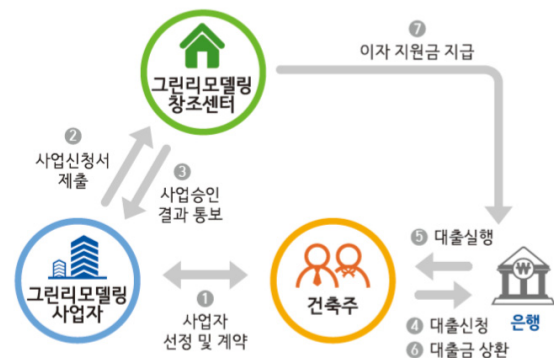 ⑦
이자 지원금 지급
그린리모델링
창조센터
②
사업신청서
제출
③
사업승인
결과 통보
⑤ 대출실행
그린리모델링
사업자
①
사업자
선정 및 계약
건축주
₩
은행
④ 대출신청
⑥ 대출금 상환